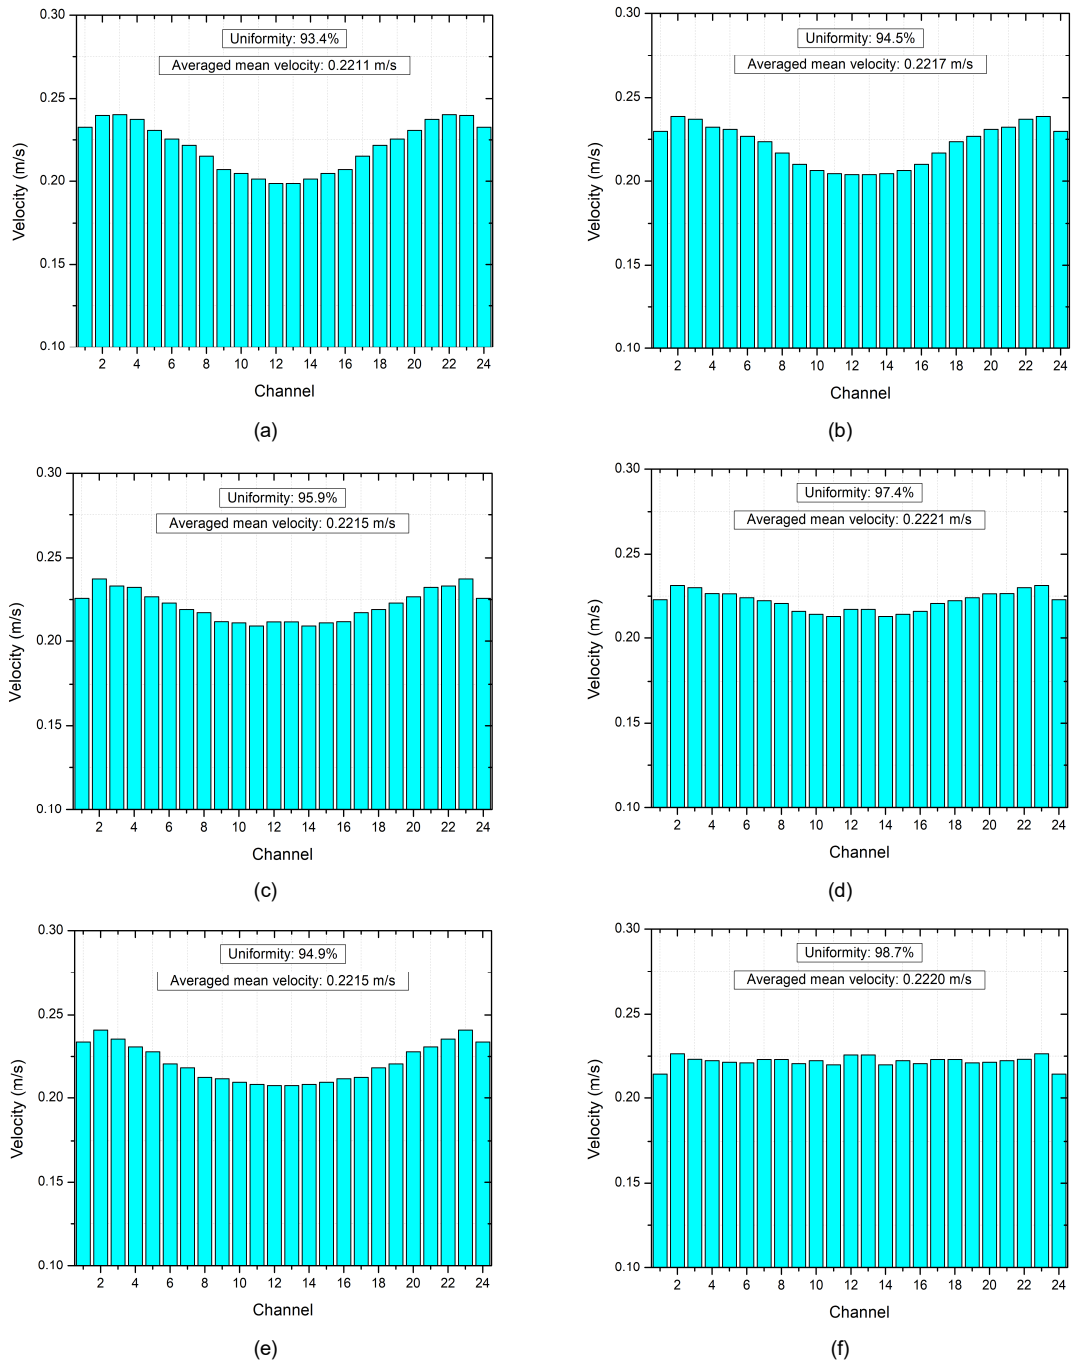 0.30
0.25
0.20
0.15
0.10
Velocity (m/s)
Uniformity: 93.4%
Averaged mean velocity: 0.2211 m/s
2 4 6 8 10 12 14 16 18 20 22 24
Channel
(a)
0.30
0.25
0.20
0.15
0.10
Velocity (m/s)
Uniformity: 94.5%
Averaged mean velocity: 0.2217 m/s
2 4 6 8 10 12 14 16 18 20 22 24
Channel
(b)
0.30
0.25
0.20
0.15
0.10
Velocity (m/s)
Uniformity: 95.9%
Averaged mean velocity: 0.2215 m/s
2 4 6 8 10 12 14 16 18 20 22 24
Channel
(c)
0.30
0.25
0.20
0.15
0.10
Velocity (m/s)
Uniformity: 97.4%
Averaged mean velocity: 0.2221 m/s
2 4 6 8 10 12 14 16 18 20 22 24
Channel
(d)
0.30
0.25
0.20
0.15
0.10
Velocity (m/s)
Uniformity: 94.9%
Averaged mean velocity: 0.2215 m/s
2 4 6 8 10 12 14 16 18 20 22 24
Channel
(e)
0.30
0.25
0.20
0.15
0.10
Velocity (m/s)
Uniformity: 98.7%
Averaged mean velocity: 0.2220 m/s
2 4 6 8 10 12 14 16 18 20 22 24
Channel
(f)